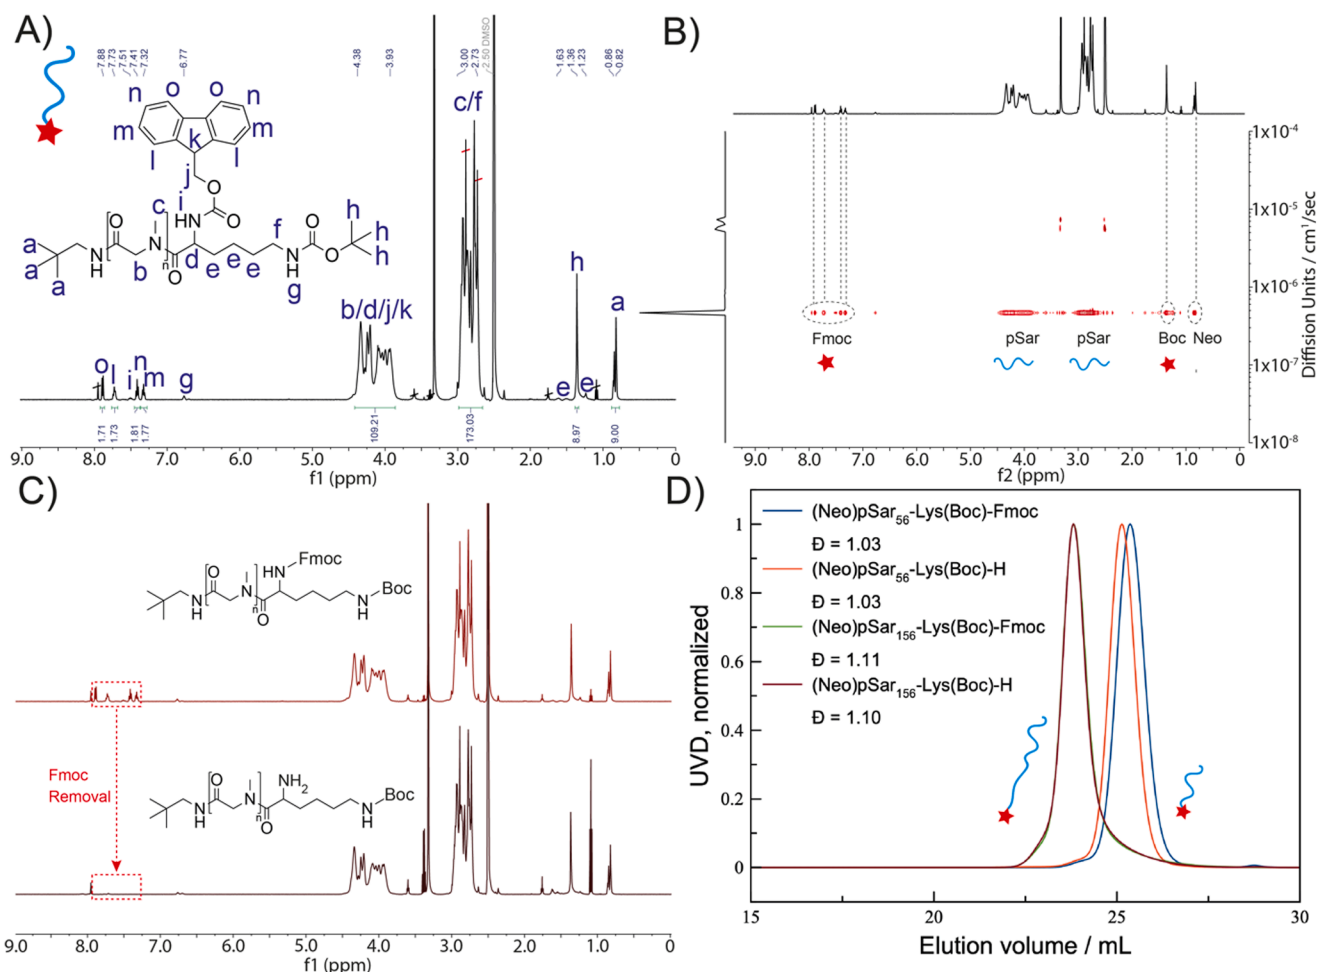 A)
7.88
7.73
7.51
7.41
7.32
6.77
4.38
3.93
3.00
2.73
2.50 DMSO
1.63
1.36
1.23
0.86
0.82
o o
n n
m m
l k l
j
O
i
HN O
c
O N
a N H O
a b n O d e e e
a
f
N H
g
O
O
h
h
h
c/f
b/d/j/k
h
a
o l i n m g
e e
1.71
1.73
1.81
1.77
109.21
173.03
8.97
9.00
9.0 8.0 7.0 6.0 5.0 4.0 3.0 2.0 1.0 0
f1 (ppm)
B)
1x10-4
1x10-5
1x10-6
1x10-7
1x10-8
Diffsion Units / cm1/sec
Fmoc pSar pSar Boc Neo
9.0 8.0 7.0 6.0 5.0 4.0 3.0 2.0 1.0 0
f2 (ppm)
C)
Fmoc
HN
O N
N H n O
N H
Boc
Fmoc
Removal
NH2
O N
N H n O
N H
Boc
9.0 8.0 7.0 6.0 5.0 4.0 3.0 2.0 1.0 0
f1 (ppm)
D)
(Neo)pSar56-Lys(Boc)-Fmoc
Đ = 1.03
(Neo)pSar56-Lys(Boc)-H
Đ = 1.03
(Neo)pSar156-Lys(Boc)-Fmoc
Đ = 1.11
(Neo)pSar156-Lys(Boc)-H
Đ = 1.10
1
0.8
0.6
0.4
0.2
0
UVD, normalized
15 20 25 30
Elution volume / mL